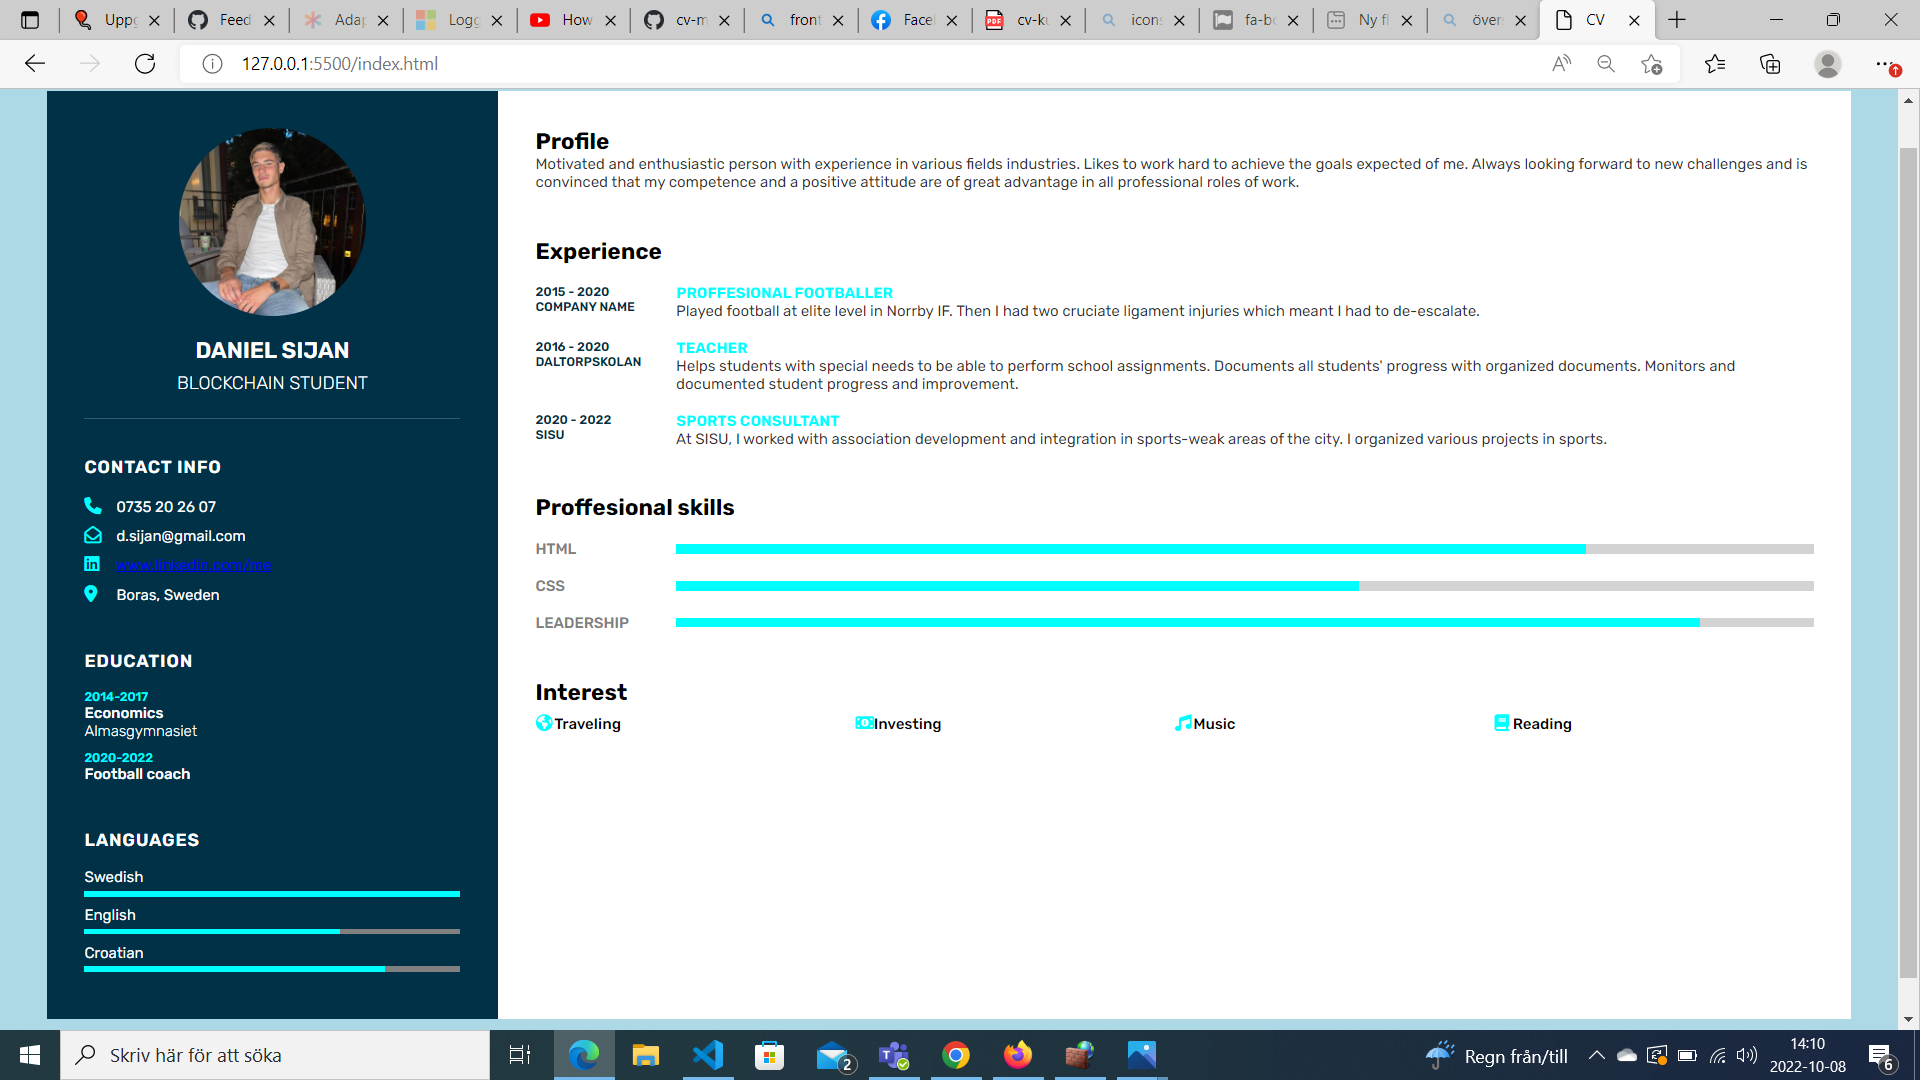 Uppg
Feed
Adap
Logg
How
cv-m
front
Facel
cv-ku
icons
fa-bo
Ny fl
över
CV
127.0.0.1:5500/index.html
DANIEL SIJAN
BLOCKCHAIN STUDENT
CONTACT INFO
0735 20 26 07
d.sijan@gmail.com
Boras, Sweden
EDUCATION
2014-2017
Economics
Almasgymnasiet
2020-2022
Football coach
LANGUAGES
Swedish
English
Croatian
Profile
Motivated and enthusiastic person with experience in various fields industries. Likes to work hard to achieve the goals expected of me. Always looking forward to new challenges and is
convinced that my competence and a positive attitude are of great advantage in all professional roles of work.
Experience
2015 - 2020
COMPANY NAME
PROFFESIONAL FOOTBALLER
Played football at elite level in Norrby IF. Then I had two cruciate ligament injuries which meant I had to de-escalate.
2016 - 2020
DALTORPSKOLAN
TEACHER
Helps students with special needs to be able to perform school assignments. Documents all students' progress with organized documents. Monitors and
documented student progress and improvement.
2020 - 2022
SISU
SPORTS CONSULTANT
At SISU, I worked with association development and integration in sports-weak areas of the city. I organized various projects in sports.
Proffesional skills
HTML
CSS
LEADERSHIP
Interest
Traveling
Investing
Music
Reading
Skriv här för att söka
2
Regn från/till
14:10
2022-10-08
6